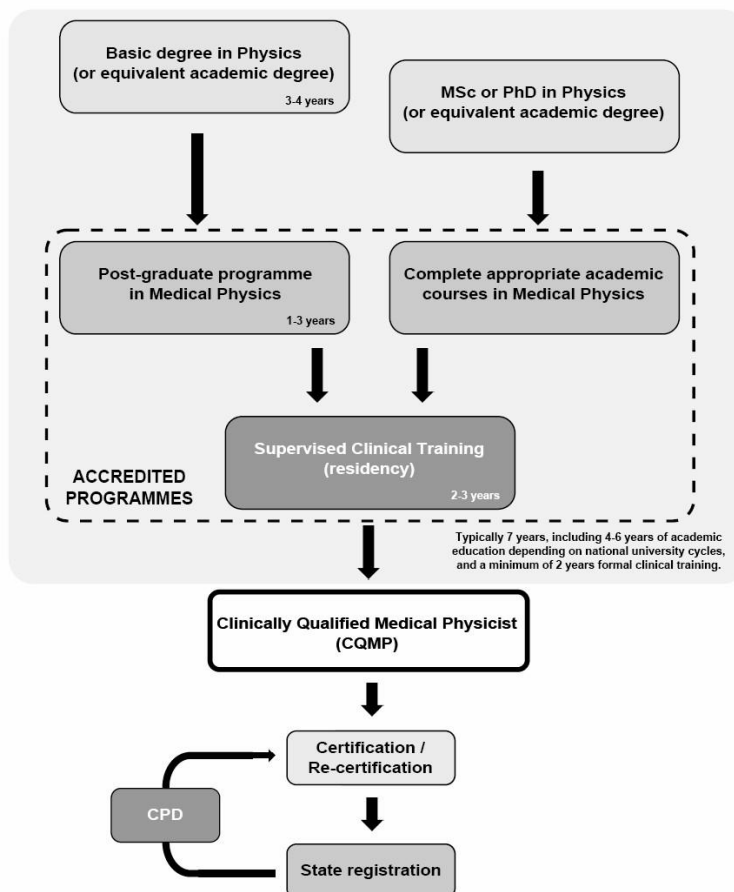 Basic degree in Physics
(or equivalent academic degree)
3-4 years
MSc or PhD in Physics
(or equivalent academic degree)
Post-graduate programme
in Medical Physics
1-3 years
Complete appropriate academic
courses in Medical Physics
Supervised Clinical Training
(residency)
2-3 years
ACCREDITED
PROGRAMMES
Typically 7 years, including 4-6 years of academic
education depending on national university cycles,
and a minimum of 2 years formal clinical training.
Clinically Qualified Medical Physicist
(CQMP)
Certification /
Re-certification
CPD
State registration